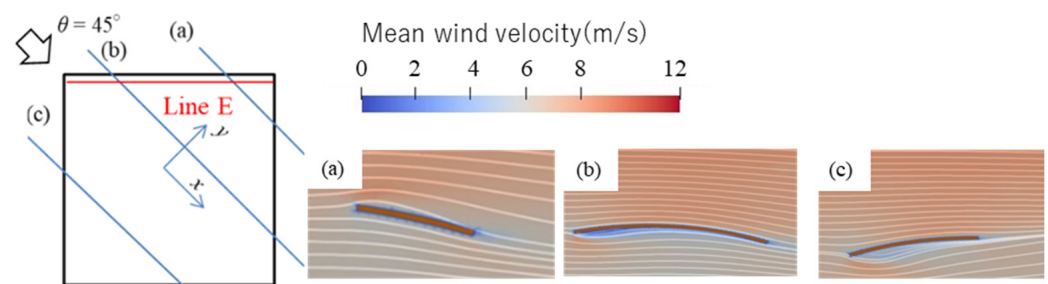 θ = 45°
(a)
(b)
(c)
Line E
y
x
Mean wind velocity(m/s)
0 2 4 6 8 12
(a)
(b)
(c)